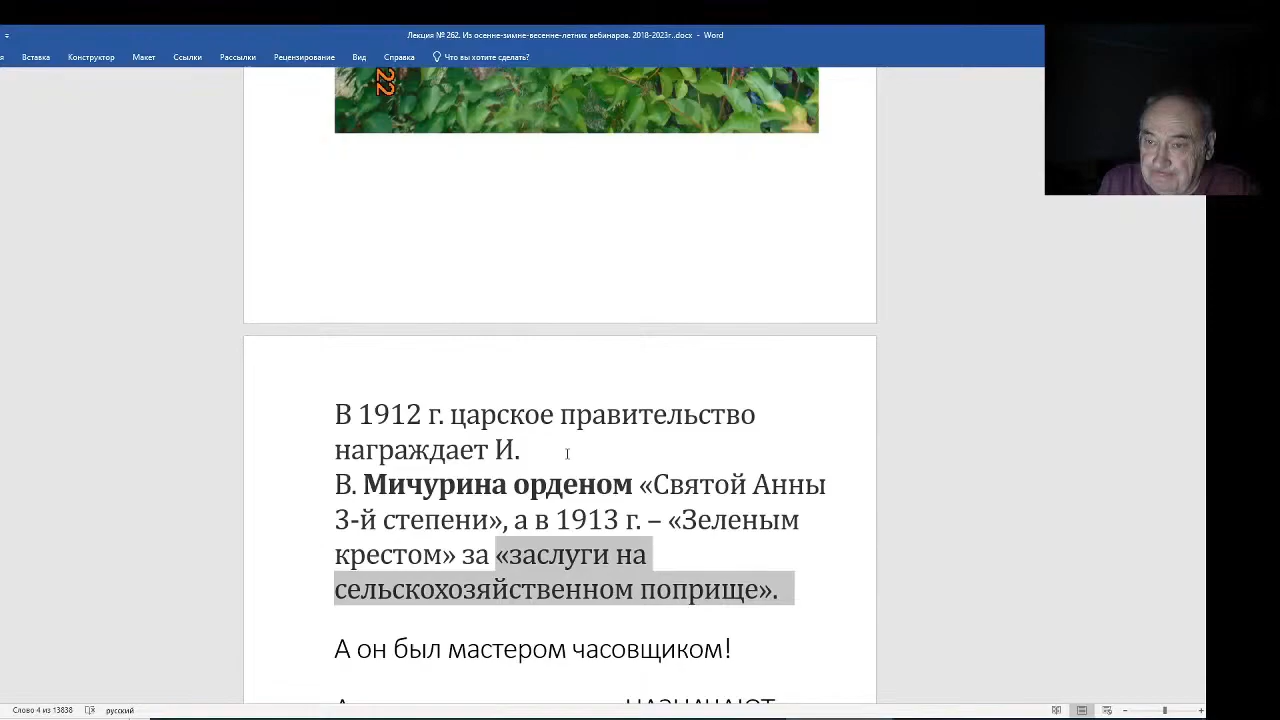 Лекция № 262. Из осенне-зимне-весенне-летних вебинаров. 2018-2023г..docx - Word
Вставка Конструктор Макет Ссылки Рассылки Рецензирование Вид Справка Что вы хотите сделать?
22
В 1912 г. царское правительство
награждает И.
В. Мичурина орденом «Святой Анны
3-й степени», а в 1913 г. – «Зеленым
крестом» за «заслуги на
сельскохозяйственном поприще».
А он был мастером часовщиком!
НАЗНАЧАЮТ
Слово 4 из 13838 русский